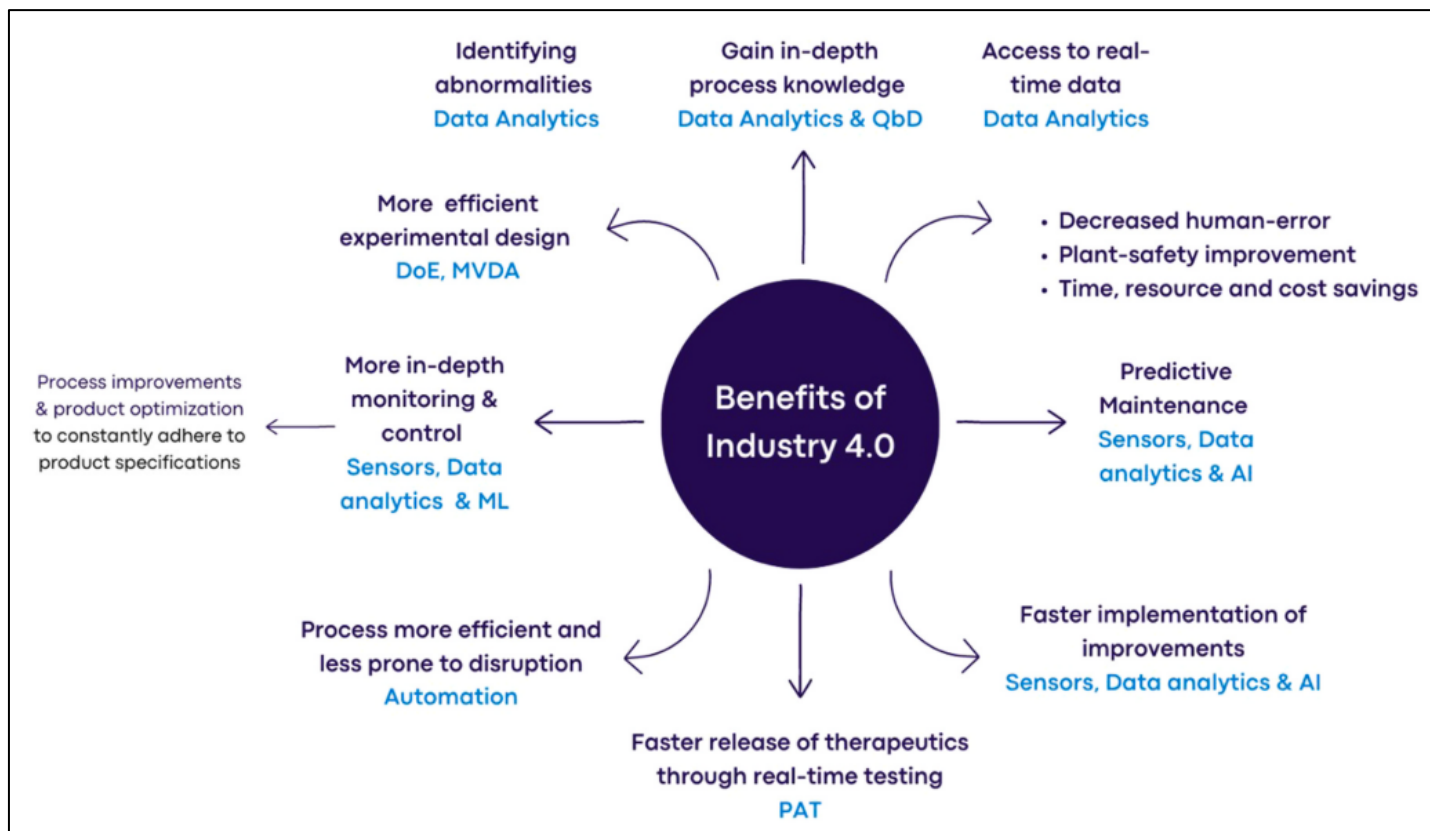 Identifying
abnormalities
Data Analytics
Gain in-depth
process knowledge
Data Analytics & QbD
Access to real-
time data
Data Analytics
More efficient
experimental design
DoE, MVDA
• Decreased human-error
• Plant-safety improvement
• Time, resource and cost savings
Process improvements
& product optimization
to constantly adhere to
product specifications
More in-depth
monitoring &
control
Sensors, Data
analytics & ML
Benefits of
Industry 4.0
Predictive
Maintenance
Sensors, Data
analytics & AI
Process more efficient and
less prone to disruption
Automation
Faster implementation of
improvements
Sensors, Data analytics & AI
Faster release of therapeutics
through real-time testing
PAT